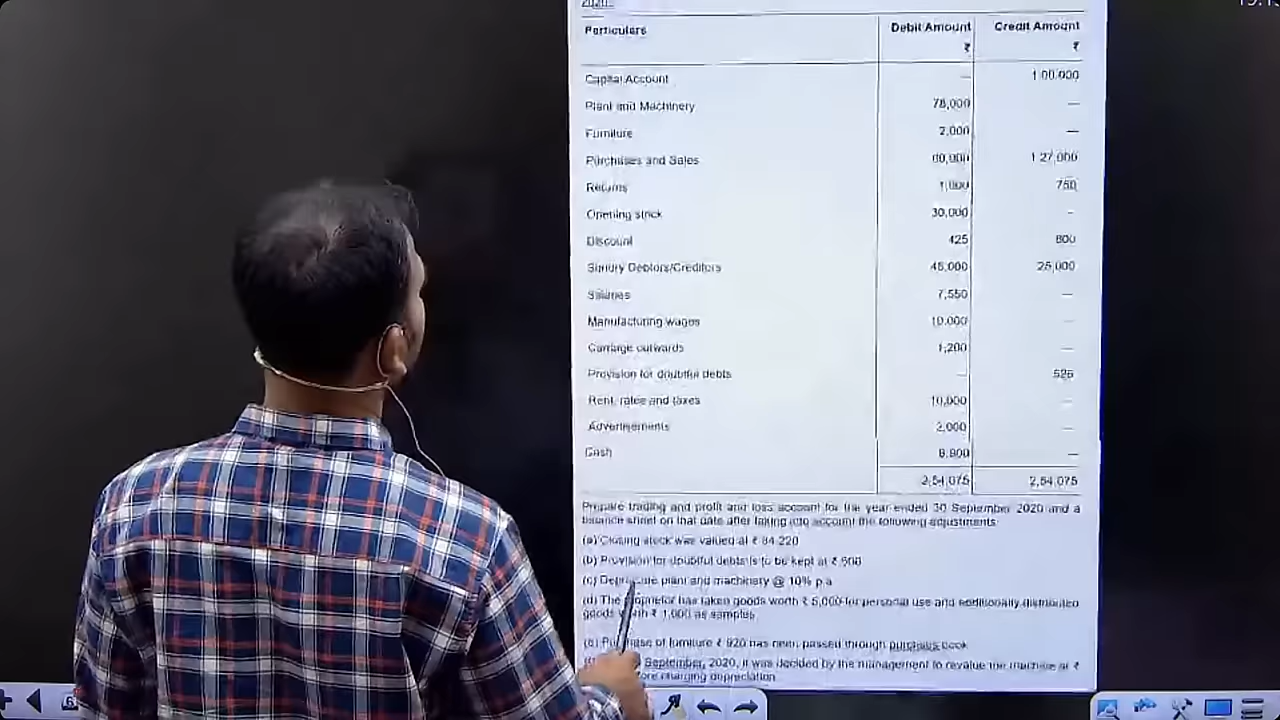 2020.
Particulars Debit Amount Credit Amount
₹ ₹
Capital Account — 1,00,000
Plant and Machinery 78,000 —
Furniture 2,000 —
Purchases and Sales 60,000 1,27,000
Returns 1,000 750
Opening stock 30,000 –
Discount 425 800
Sundry Debtors/Creditors 45,000 25,000
Salaries 7,550 —
Manufacturing wages 10,000 —
Carriage outwards 1,200 —
Provision for doubtful debts – 525
Rent, rates and taxes 10,000 —
Advertisements 2,000 —
Cash —
2,54,075 2,54,075
Prepare trading and profit and loss account for the year ended 30 September 2020 and a
balance sheet on that date after taking into account the following adjustments
(a) Closing stock was valued at ₹ 34,220
(b) Provision for doubtful debts is to be kept at ₹ 500
(c) Depreciate plant and machinery @ 10% p.a
(d) The proprietor has taken goods worth ₹ 5,000 for personal use and additionally distributed
goods worth ₹ 1,000 as samples.
(e) Purchase of furniture ₹ 920 has been passed through purchases book
September, 2020, it was decided by the management to revalue the machine at ₹
charging depreciation